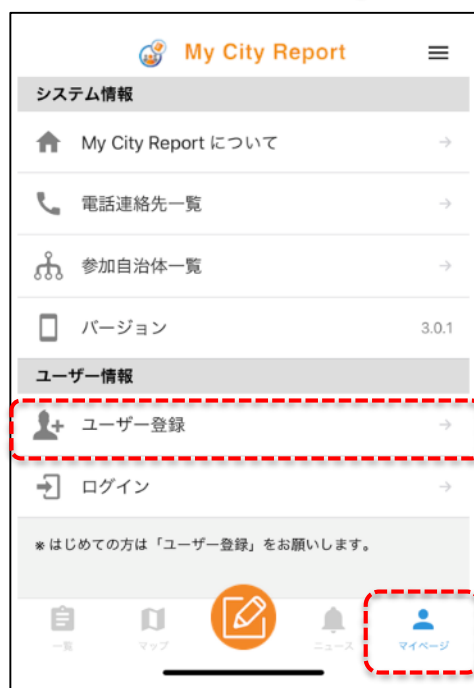 My City Report
システム情報
My City Report について
電話連絡先一覧
参加自治体一覧
バージョン 3.0.1
ユーザー情報
ユーザー登録
ログイン
※はじめての方は「ユーザー登録」をお願いします。
一覧 マップ ニュース マイページ